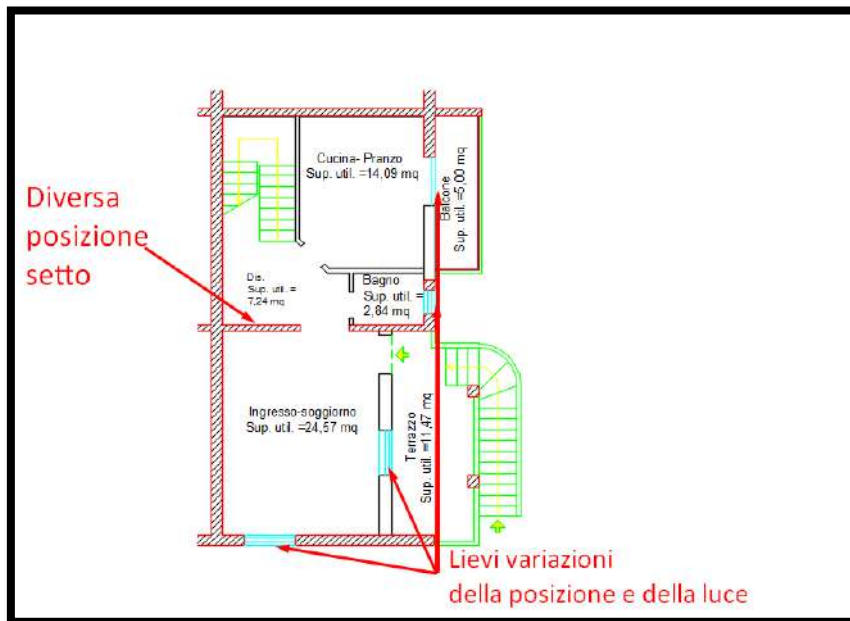 Cucina- Pranzo
Sup. util. =14,09 mq
Balcone
Sup. util.=5,00 mq
Diversa
posizione
setto
Dis.
Sup. util. =
7,24 mq
Bagno
Sup. util. =
2,84 mq
Ingresso-soggiorno
Sup. util. =24,57 mq
Terrazzo
Sup. util. =11,47 mq
Lievi variazioni
della posizione e della luce